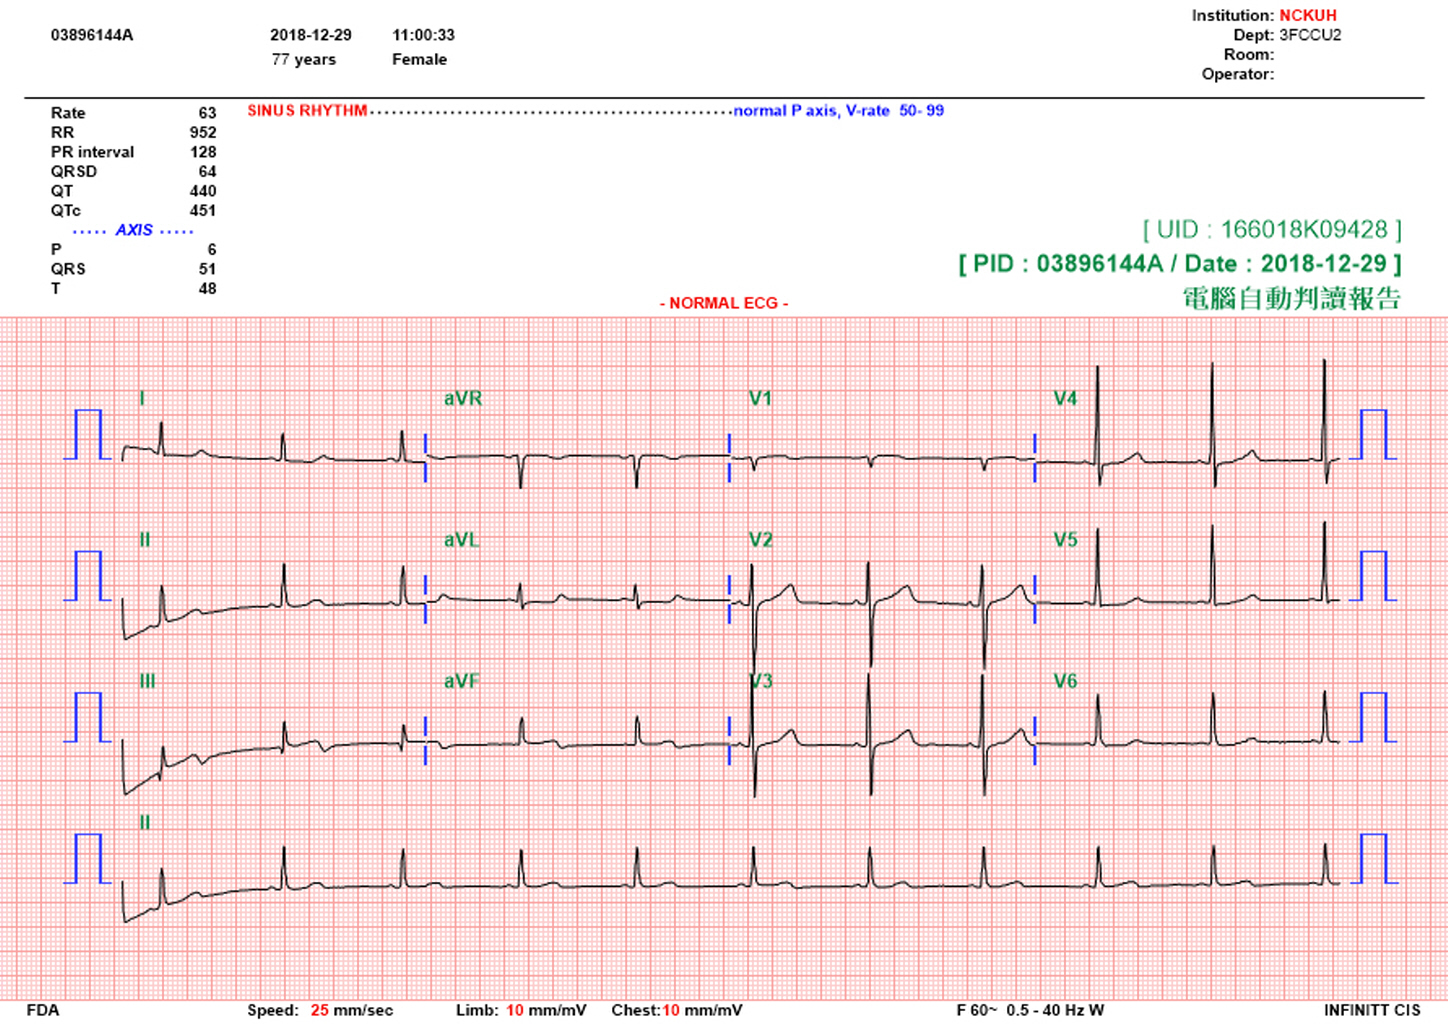 Institution: NCKUH
03896144A 2018-12-29 11:00:33 Dept: 3FCCU2
77 years Female Room:
Operator:
Rate 63 SINUS RHYTHM normal P axis, V-rate 50- 99
RR 952
PR interval 128
QRSD 64
QT 440
QTc 451
····· AXIS ·····
P 6
QRS 51
T 48
[ UID : 166018K09428 ]
[ PID : 03896144A / Date : 2018-12-29 ]
電腦自動判讀報告
- NORMAL ECG -
I aVR V1 V4
II aVL V2 V5
III aVF V3 V6
II
FDA Speed: 25 mm/sec Limb: 10 mm/mV Chest:10 mm/mV F 60~ 0.5 - 40 Hz W INFINITT CIS